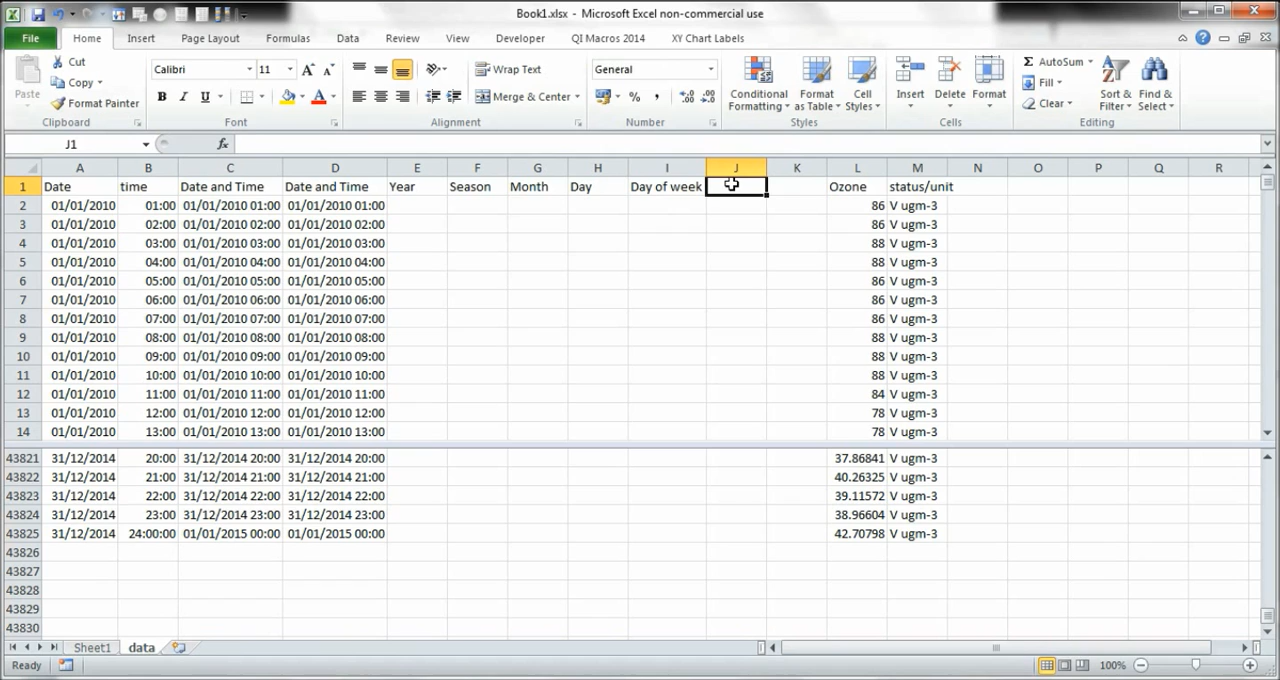 Book1.xlsx - Microsoft Excel non-commercial use
File Home Insert Page Layout Formulas Data Review View Developer QI Macros 2014 XY Chart Labels
Paste Cut Copy Format Painter Clipboard
Calibri 11 A A B I U A Font
Wrap Text Merge & Center Alignment
General % , Number
Conditional Formatting Format as Table Cell Styles Styles
Insert Delete Format Cells
Σ AutoSum Fill Clear Sort & Filter Find & Select Editing
J1 fx
A B C D E F G H I J K L M N O P Q R
1 Date time Date and Time Date and Time Year Season Month Day Day of week Ozone status/unit
2 01/01/2010 01:00 01/01/2010 01:00 01/01/2010 01:00 86 V ugm-3
3 01/01/2010 02:00 01/01/2010 02:00 01/01/2010 02:00 86 V ugm-3
4 01/01/2010 03:00 01/01/2010 03:00 01/01/2010 03:00 88 V ugm-3
5 01/01/2010 04:00 01/01/2010 04:00 01/01/2010 04:00 88 V ugm-3
6 01/01/2010 05:00 01/01/2010 05:00 01/01/2010 05:00 86 V ugm-3
7 01/01/2010 06:00 01/01/2010 06:00 01/01/2010 06:00 86 V ugm-3
8 01/01/2010 07:00 01/01/2010 07:00 01/01/2010 07:00 86 V ugm-3
9 01/01/2010 08:00 01/01/2010 08:00 01/01/2010 08:00 88 V ugm-3
10 01/01/2010 09:00 01/01/2010 09:00 01/01/2010 09:00 88 V ugm-3
11 01/01/2010 10:00 01/01/2010 10:00 01/01/2010 10:00 88 V ugm-3
12 01/01/2010 11:00 01/01/2010 11:00 01/01/2010 11:00 84 V ugm-3
13 01/01/2010 12:00 01/01/2010 12:00 01/01/2010 12:00 78 V ugm-3
14 01/01/2010 13:00 01/01/2010 13:00 01/01/2010 13:00 78 V ugm-3
43821 31/12/2014 20:00 31/12/2014 20:00 31/12/2014 20:00 37.86841 V ugm-3
43822 31/12/2014 21:00 31/12/2014 21:00 31/12/2014 21:00 40.26325 V ugm-3
43823 31/12/2014 22:00 31/12/2014 22:00 31/12/2014 22:00 39.11572 V ugm-3
43824 31/12/2014 23:00 31/12/2014 23:00 31/12/2014 23:00 38.96604 V ugm-3
43825 31/12/2014 24:00:00 01/01/2015 00:00 01/01/2015 00:00 42.70798 V ugm-3
43826
43827
43828
43829
43830
Sheet1 data
Ready 100%